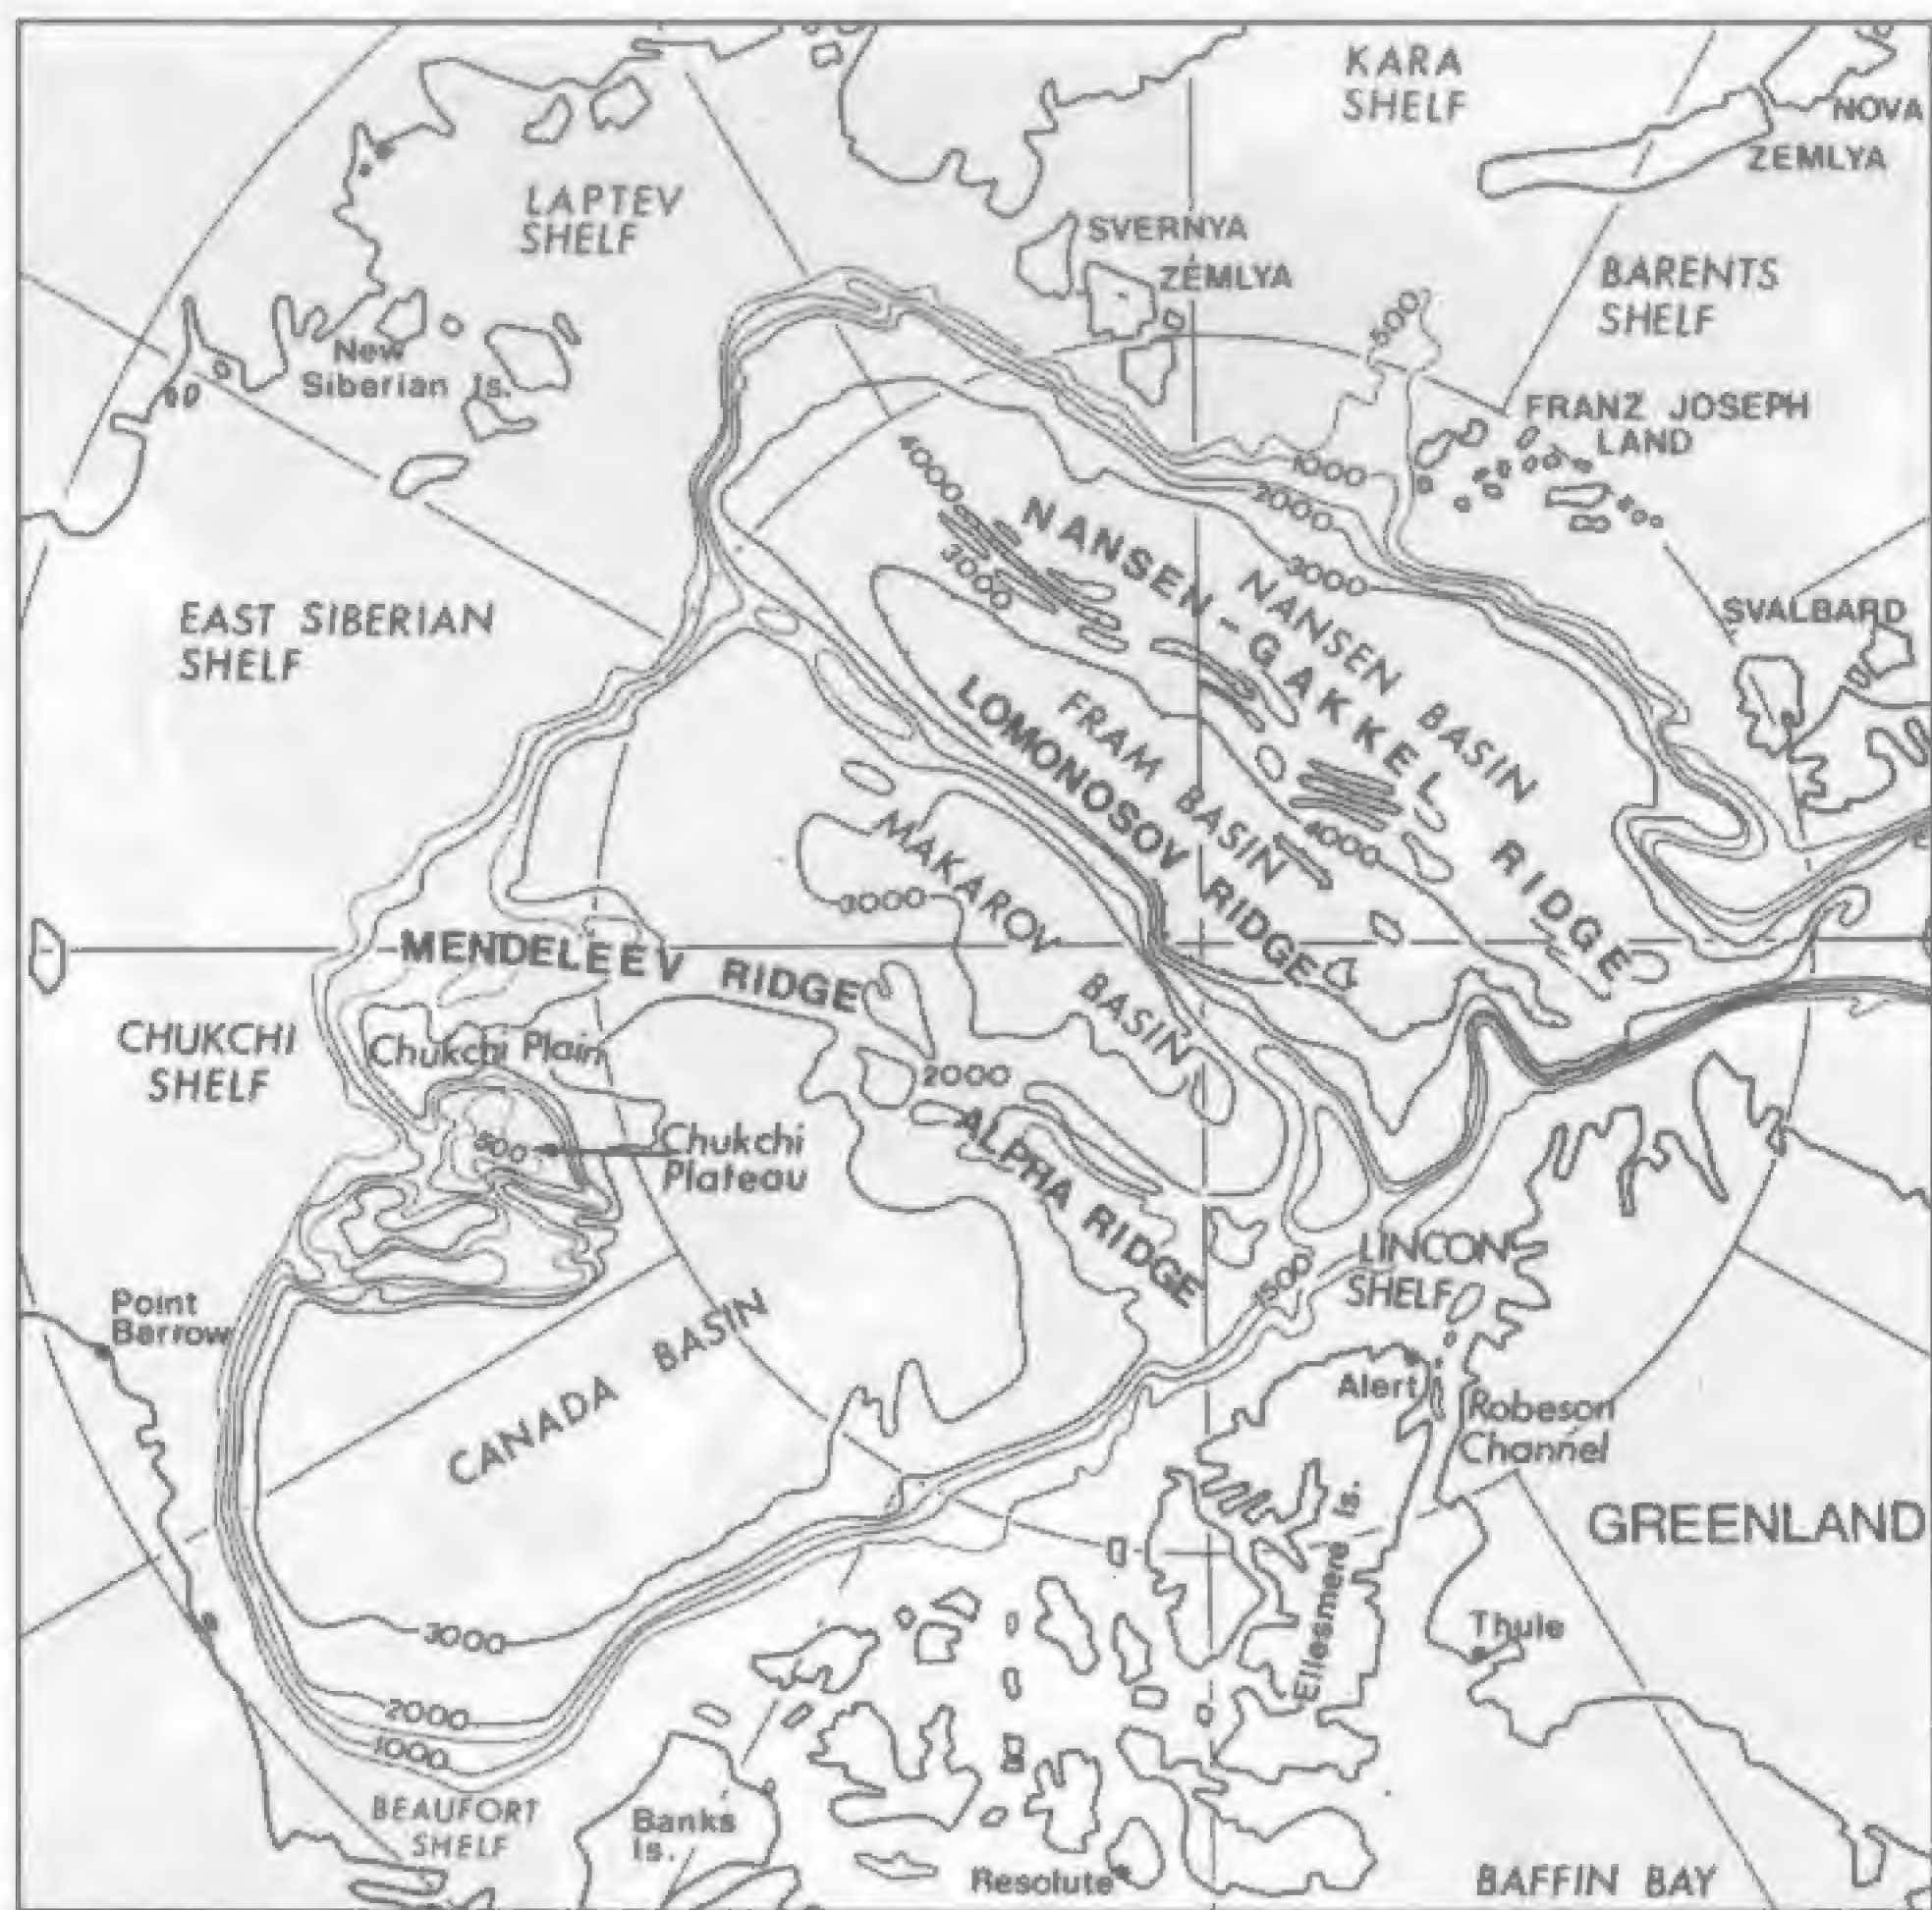 KARA
SHELF
NOVA
ZEMLYA
LAPTEV
SHELF
SVERNYA
ZEMLYA
BARENTS
SHELF
500
New
Siberian Is.
FRANZ JOSEPH
LAND
1000
2000
3000
4000
3000
NANSEN-GAKKEL RIDGE
NANSEN BASIN
SVALBARD
EAST SIBERIAN
SHELF
FRAM BASIN
LOMONOSOV RIDGE
4000
MAKAROV BASIN
3000
MENDELEEV RIDGE
CHUKCHI
SHELF
Chukchi Plain
2000
500
Chukchi
Plateau
ALPHA RIDGE
LINCOLN
SHELF
1500
Point
Barrow
CANADA BASIN
Alert
Robeson
Channel
GREENLAND
Ellesmere Is.
Thule
3000
2000
1000
BEAUFORT
SHELF
Banks
Is.
Resolute
BAFFIN BAY